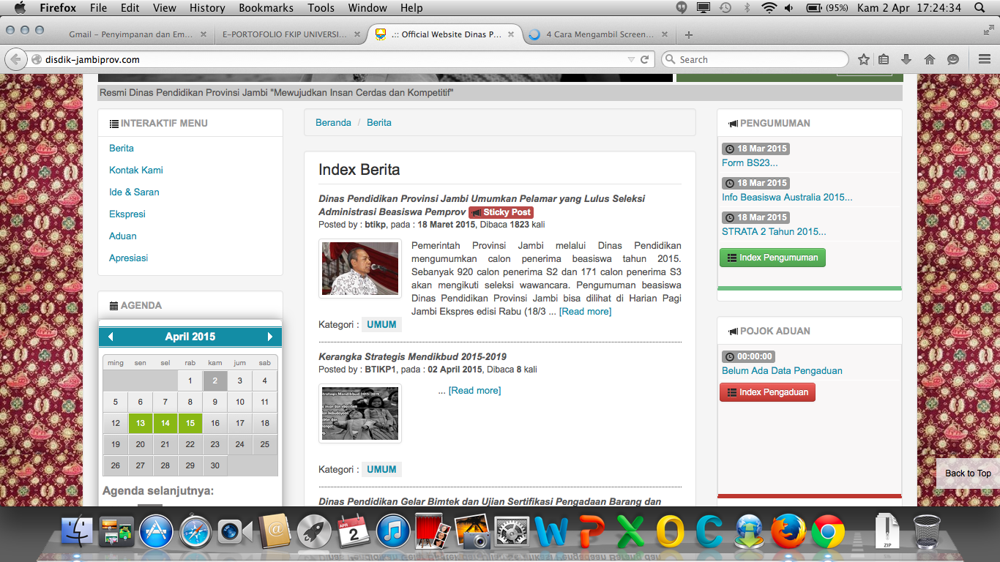 Firefox File Edit View History Bookmarks Tools Window Help (95%) Kam 2 Apr 17:24:34
Gmail - Penyimpanan dan Em... E-PORTOFOLIO FKIP UNIVERSI... .:: Official Website Dinas P... 4 Cara Mengambil Screen...
disdik-jambiprov.com Search
Resmi Dinas Pendidikan Provinsi Jambi "Mewujudkan Insan Cerdas dan Kompetitif"
INTERAKTIF MENU
Berita
Kontak Kami
Ide & Saran
Ekspresi
Aduan
Apresiasi
AGENDA
April 2015
ming sen sel rab kam jum sab
1 2 3 4
5 6 7 8 9 10 11
12 13 14 15 16 17 18
19 20 21 22 23 24 25
26 27 28 29 30
Agenda selanjutnya:
Beranda / Berita
Index Berita
Dinas Pendidikan Provinsi Jambi Umumkan Pelamar yang Lulus Seleksi
Administrasi Beasiswa Pemprov Sticky Post
Posted by : btikp, pada : 18 Maret 2015, Dibaca 1823 kali
Pemerintah Provinsi Jambi melalui Dinas Pendidikan
mengumumkan calon penerima beasiswa tahun 2015.
Sebanyak 920 calon penerima S2 dan 171 calon penerima S3
akan mengikuti seleksi wawancara. Pengumuman beasiswa
Dinas Pendidikan Provinsi Jambi bisa dilihat di Harian Pagi
Jambi Ekspres edisi Rabu (18/3 ... [Read more]
Kategori : UMUM
Kerangka Strategis Mendikbud 2015-2019
Posted by : BTIKP1, pada : 02 April 2015, Dibaca 8 kali
... [Read more]
Kategori : UMUM
Dinas Pendidikan Gelar Bimtek dan Ujian Sertifikasi Pengadaan Barang dan
PENGUMUMAN
18 Mar 2015
Form BS23...
18 Mar 2015
Info Beasiswa Australia 2015...
18 Mar 2015
STRATA 2 Tahun 2015...
Index Pengumuman
POJOK ADUAN
00:00:00
Belum Ada Data Pengaduan
Index Pengaduan
Back to Top
APR
2
ZIP